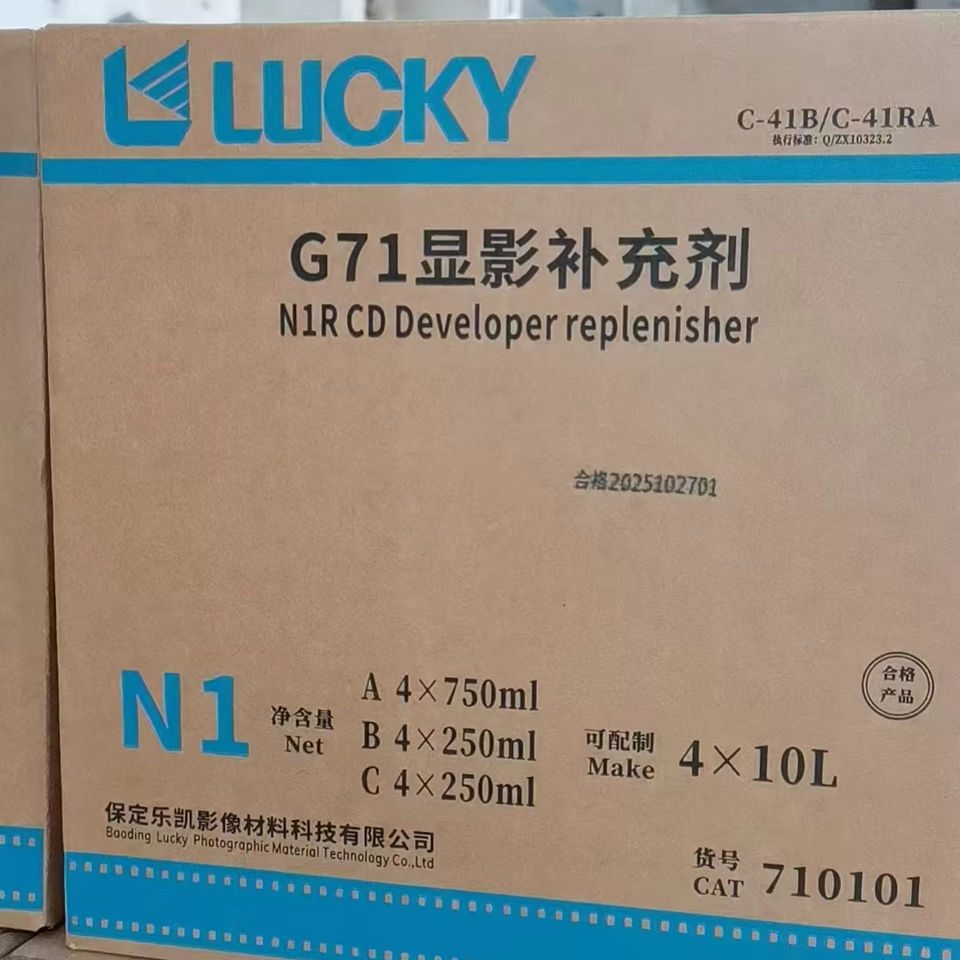 LUCKY
C-41B/C-41RA
执行标准：Q/ZX10323.2
G71显影补充剂
N1R CD Developer replenisher
合格2025102701
合格
产品
N1
净含量
Net
A 4×750ml
B 4×250ml
C 4×250ml
可配制
Make
4×10L
保定乐凯影像材料科技有限公司
Baoding Lucky Photographic Material Technology Co.,Ltd
货号
CAT
710101